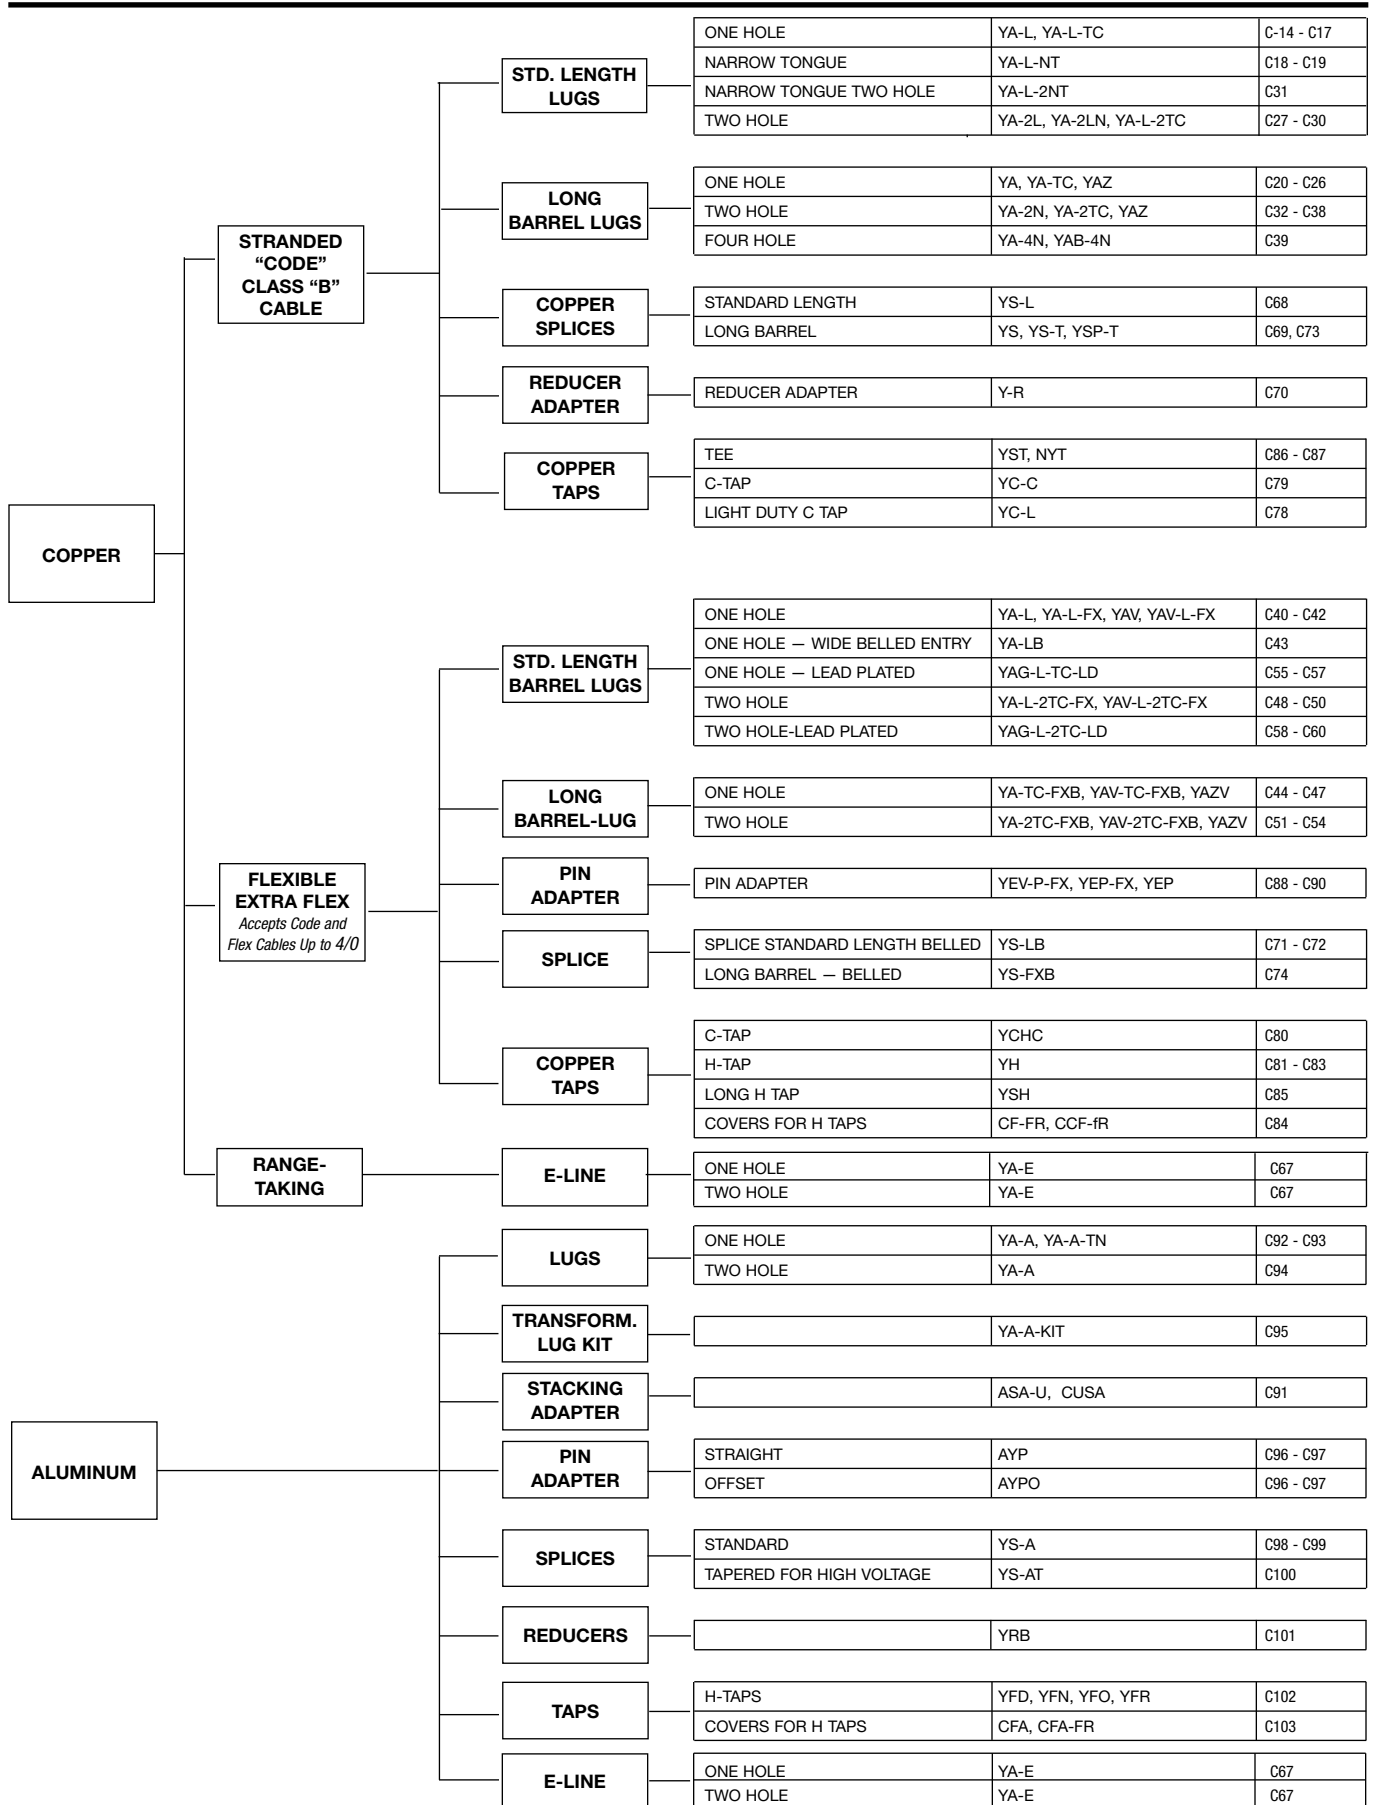 COPPER
STRANDED
“CODE”
CLASS “B”
CABLE
STD. LENGTH
LUGS
ONE HOLE YA-L, YA-L-TC C-14 - C17
NARROW TONGUE YA-L-NT C18 - C19
NARROW TONGUE TWO HOLE YA-L-2NT C31
TWO HOLE YA-2L, YA-2LN, YA-L-2TC C27 - C30
LONG
BARREL LUGS
ONE HOLE YA, YA-TC, YAZ C20 - C26
TWO HOLE YA-2N, YA-2TC, YAZ C32 - C38
FOUR HOLE YA-4N, YAB-4N C39
COPPER
SPLICES
STANDARD LENGTH YS-L C68
LONG BARREL YS, YS-T, YSP-T C69, C73
REDUCER
ADAPTER
REDUCER ADAPTER Y-R C70
COPPER
TAPS
TEE YST, NYT C86 - C87
C-TAP YC-C C79
LIGHT DUTY C TAP YC-L C78
FLEXIBLE
EXTRA FLEX
Accepts Code and
Flex Cables Up to 4/0
STD. LENGTH
BARREL LUGS
ONE HOLE YA-L, YA-L-FX, YAV, YAV-L-FX C40 - C42
ONE HOLE — WIDE BELLED ENTRY YA-LB C43
ONE HOLE — LEAD PLATED YAG-L-TC-LD C55 - C57
TWO HOLE YA-L-2TC-FX, YAV-L-2TC-FX C48 - C50
TWO HOLE-LEAD PLATED YAG-L-2TC-LD C58 - C60
LONG
BARREL-LUG
ONE HOLE YA-TC-FXB, YAV-TC-FXB, YAZV C44 - C47
TWO HOLE YA-2TC-FXB, YAV-2TC-FXB, YAZV C51 - C54
PIN
ADAPTER
PIN ADAPTER YEV-P-FX, YEP-FX, YEP C88 - C90
SPLICE
SPLICE STANDARD LENGTH BELLED YS-LB C71 - C72
LONG BARREL — BELLED YS-FXB C74
COPPER
TAPS
C-TAP YCHC C80
H-TAP YH C81 - C83
LONG H TAP YSH C85
COVERS FOR H TAPS CF-FR, CCF-fR C84
RANGE-
TAKING
E-LINE
ONE HOLE YA-E C67
TWO HOLE YA-E C67
ALUMINUM
LUGS
ONE HOLE YA-A, YA-A-TN C92 - C93
TWO HOLE YA-A C94
TRANSFORM.
LUG KIT
YA-A-KIT C95
STACKING
ADAPTER
ASA-U, CUSA C91
PIN
ADAPTER
STRAIGHT AYP C96 - C97
OFFSET AYPO C96 - C97
SPLICES
STANDARD YS-A C98 - C99
TAPERED FOR HIGH VOLTAGE YS-AT C100
REDUCERS
YRB C101
TAPS
H-TAPS YFD, YFN, YFO, YFR C102
COVERS FOR H TAPS CFA, CFA-FR C103
E-LINE
ONE HOLE YA-E C67
TWO HOLE YA-E C67